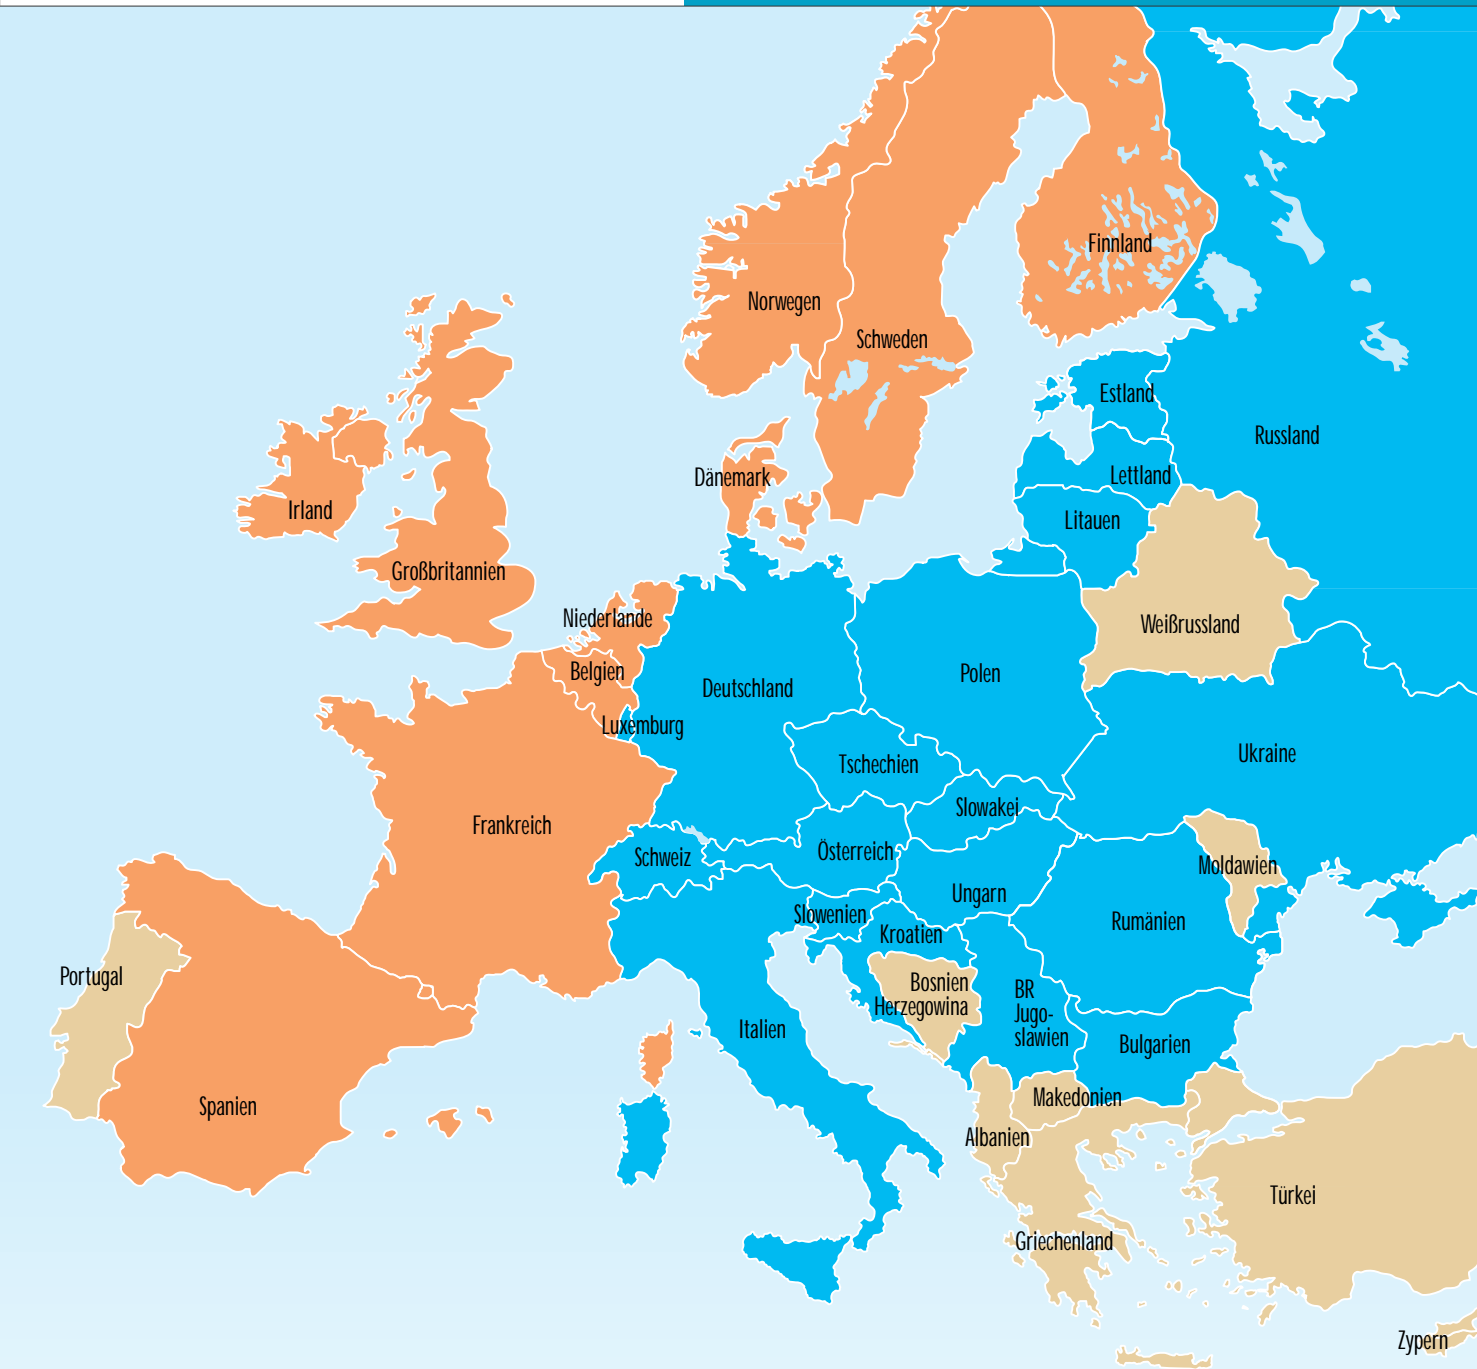 Finnland
Norwegen
Schweden
Estland
Russland
Dänemark
Lettland
Irland
Litauen
Großbritannien
Niederlande
Weißrussland
Belgien
Polen
Deutschland
Luxemburg
Ukraine
Tschechien
Slowakei
Frankreich
Österreich
Schweiz
Moldawien
Ungarn
Slowenien
Rumänien
Kroatien
Portugal
Bosnien
Herzegowina
BR
Jugo-
slawien
Italien
Bulgarien
Makedonien
Spanien
Albanien
Türkei
Griechenland
Zypern